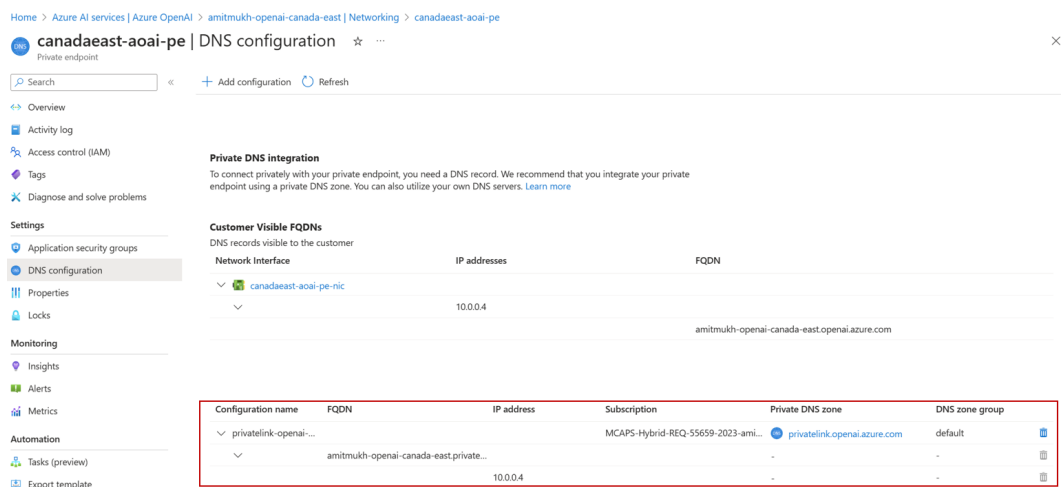 Home > Azure AI services | Azure OpenAI > amitmukh-openai-canada-east | Networking > canadaeast-aoai-pe
DNS
canadaeast-aoai-pe | DNS configuration
Private endpoint
Search
Add configuration Refresh
Overview
Activity log
Access control (IAM)
Tags
Diagnose and solve problems
Settings
Application security groups
DNS configuration
Properties
Locks
Monitoring
Insights
Alerts
Metrics
Automation
Tasks (preview)
Export template
Private DNS integration
To connect privately with your private endpoint, you need a DNS record. We recommend that you integrate your private
endpoint using a private DNS zone. You can also utilize your own DNS servers. Learn more
Customer Visible FQDNs
DNS records visible to the customer
Network Interface IP addresses FQDN
canadaeast-aoai-pe-nic
10.0.0.4
amitmukh-openai-canada-east.openai.azure.com
Configuration name FQDN IP address Subscription Private DNS zone DNS zone group
privatelink-openai-... MCAPS-Hybrid-REQ-55659-2023-ami... privatelink.openai.azure.com default
amitmukh-openai-canada-east.private... - -
10.0.0.4 - -